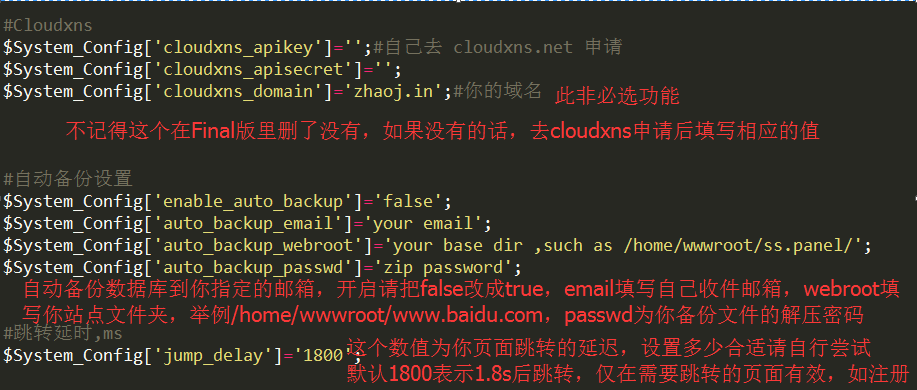 #Cloudxns
$System_Config['cloudxns_apikey']='';#自己去 cloudxns.net 申请
$System_Config['cloudxns_apisecret']='';
$System_Config['cloudxns_domain']='zhaoj.in';#你的域名 此非必选功能
不记得这个在Final版里删了没有，如果没有的话，去cloudxns申请后填写相应的值
#自动备份设置
$System_Config['enable_auto_backup']='false';
$System_Config['auto_backup_email']='your email';
$System_Config['auto_backup_webroot']='your base dir ,such as /home/wwwroot/ss.panel/';
$System_Config['auto_backup_passwd']='zip password';
自动备份数据库到你指定的邮箱，开启请把false改成true，email填写自己收件邮箱，webroot填
写你站点文件夹，举例/home/wwwroot/www.baidu.com，passwd为你备份文件的解压密码
#跳转延时,ms
$System_Config['jump_delay']='1800';
这个数值为你页面跳转的延迟，设置多少合适请自行尝试
默认1800表示1.8s后跳转，仅在需要跳转的页面有效，如注册